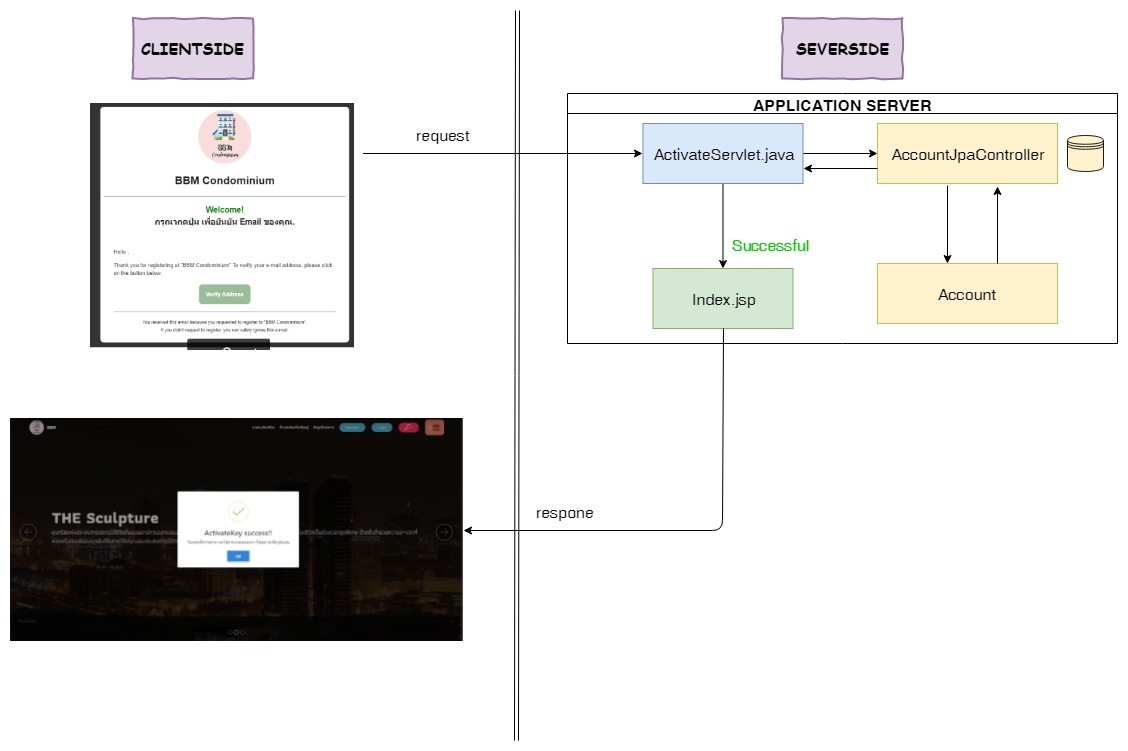 CLIENTSIDE
SEVERSIDE
APPLICATION SERVER
BBM
Condominium
BBM Condominium
Welcome!
กรุณากดปุ่ม เพื่อยืนยัน Email ของคุณ.
Hello ,
Thank you for registering at "BBM Condominium" To verify your e-mail address, please click
on the button below
Verify Address
You received this email because you requested to register to "BBM Condominium".
If you didn't request to register, you can safely ignore this e-mail
request
ActivateServlet.java
AccountJpaController
Successful
Index.jsp
Account
respone
BBM
THE Sculpture
ActivateKey success!!
OK